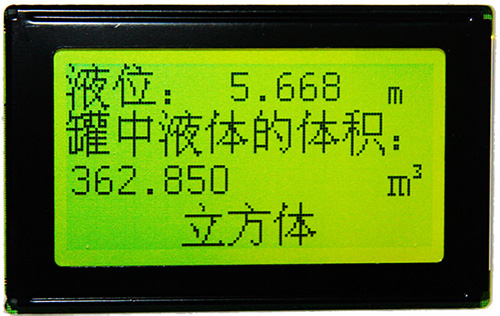 液位： 5.668 m
罐中液体的体积：
362.850 m³
立方体